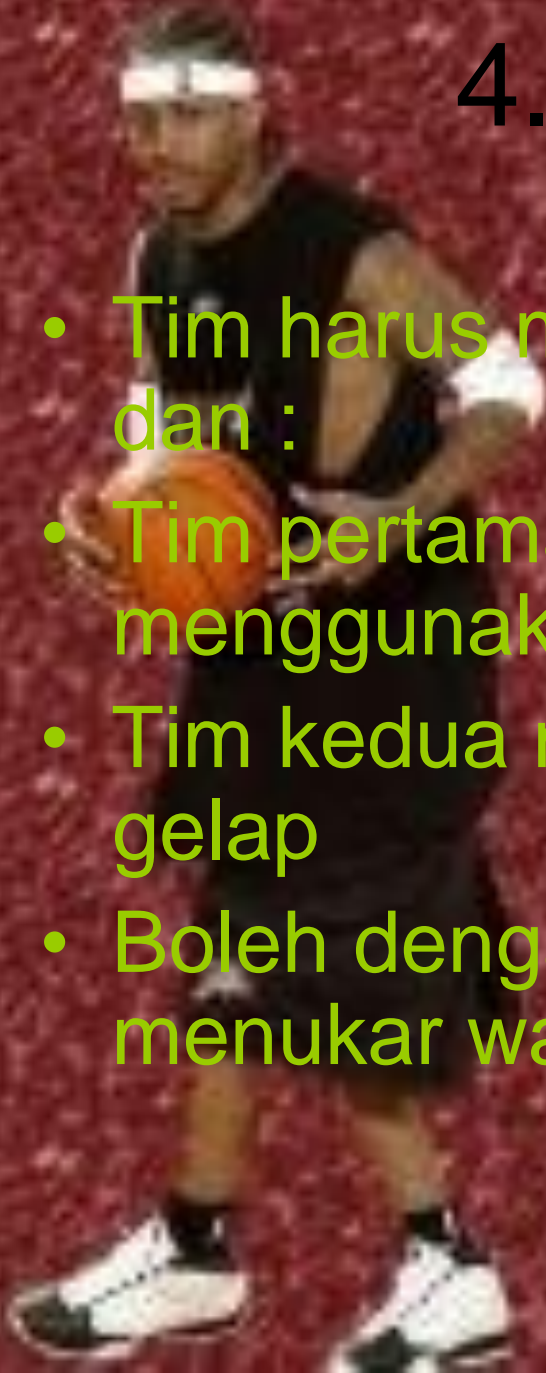 4.
• Tim harus
dan :
• Tim pertam
menggunak
• Tim kedua
gelap
• Boleh deng
menukar wa